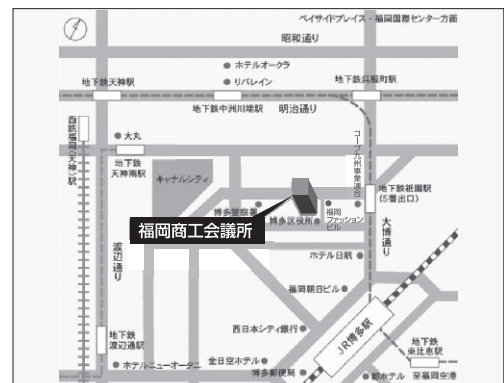 ベイサイドプレイス・福岡国際センター方面
昭和通り
ホテルオークラ
リバレイン
地下鉄天神駅
地下鉄呉服町駅
地下鉄中洲川端駅
明治通り
西鉄福岡(天神)駅
大丸
地下鉄
天神南駅
キャナルシティ
コープ九州事業連合
地下鉄祇園駅
(5番出口)
博多警察署
博多区役所
福岡
ファッション
ビル
福岡商工会議所
大博通り
渡辺通り
ホテル日航
福岡朝日ビル
西日本シティ銀行
JR博多駅
地下鉄
渡辺通駅
地下鉄
東比恵駅
ホテルニューオータニ
全日空ホテル
博多郵便局
都ホテル
至福岡空港